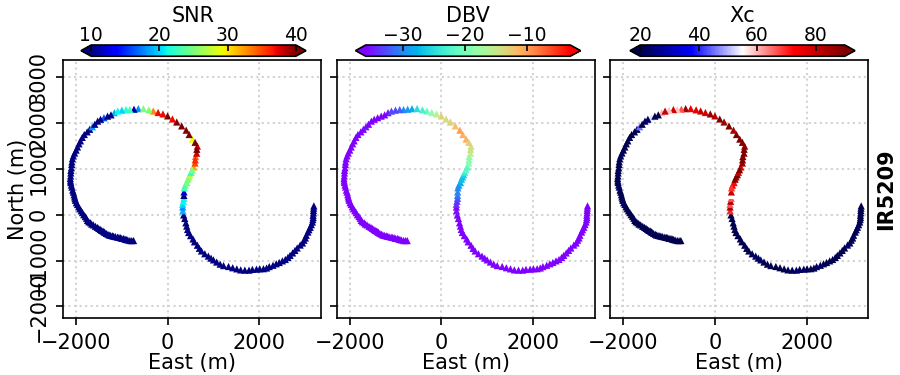 SNR DBV Xc
10 20 30 40 −30 −20 −10 20 40 60 80
3000
2000
1000
0
−1000
−2000
North (m)
IR5209
−2000 0 2000 −2000 0 2000 −2000 0 2000
East (m) East (m) East (m)